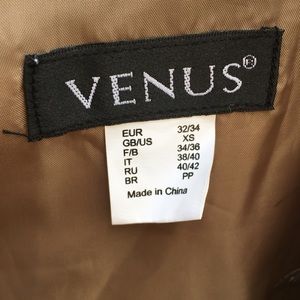 VENUS®
EUR 32/34
GB/US XS
F/B 34/36
IT 38/40
RU 40/42
BR PP
Made in China